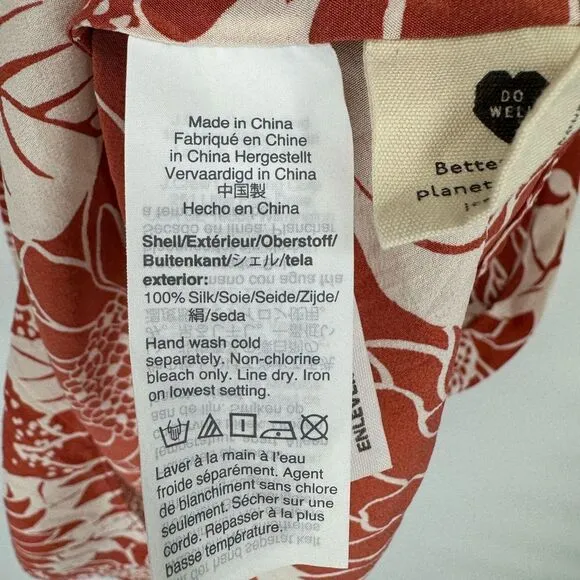 Made in China
Fabriqué en Chine
in China Hergestellt
Vervaardigd in China
中国製
Hecho en China
Shell/Extérieur/Oberstoff/
Buitenkant/シェル/tela
exterior:
100% Silk/Soie/Seide/Zijde/
絹/seda
Hand wash cold
separately. Non-chlorine
bleach only. Line dry. Iron
on lowest setting.
Laver à la main à l'eau
froide séparément. Agent
de blanchiment sans chlore
seulement. Sécher sur une
corde. Repasser à la plus
basse température.
ENLEVER
DO
WELL
Better
planet